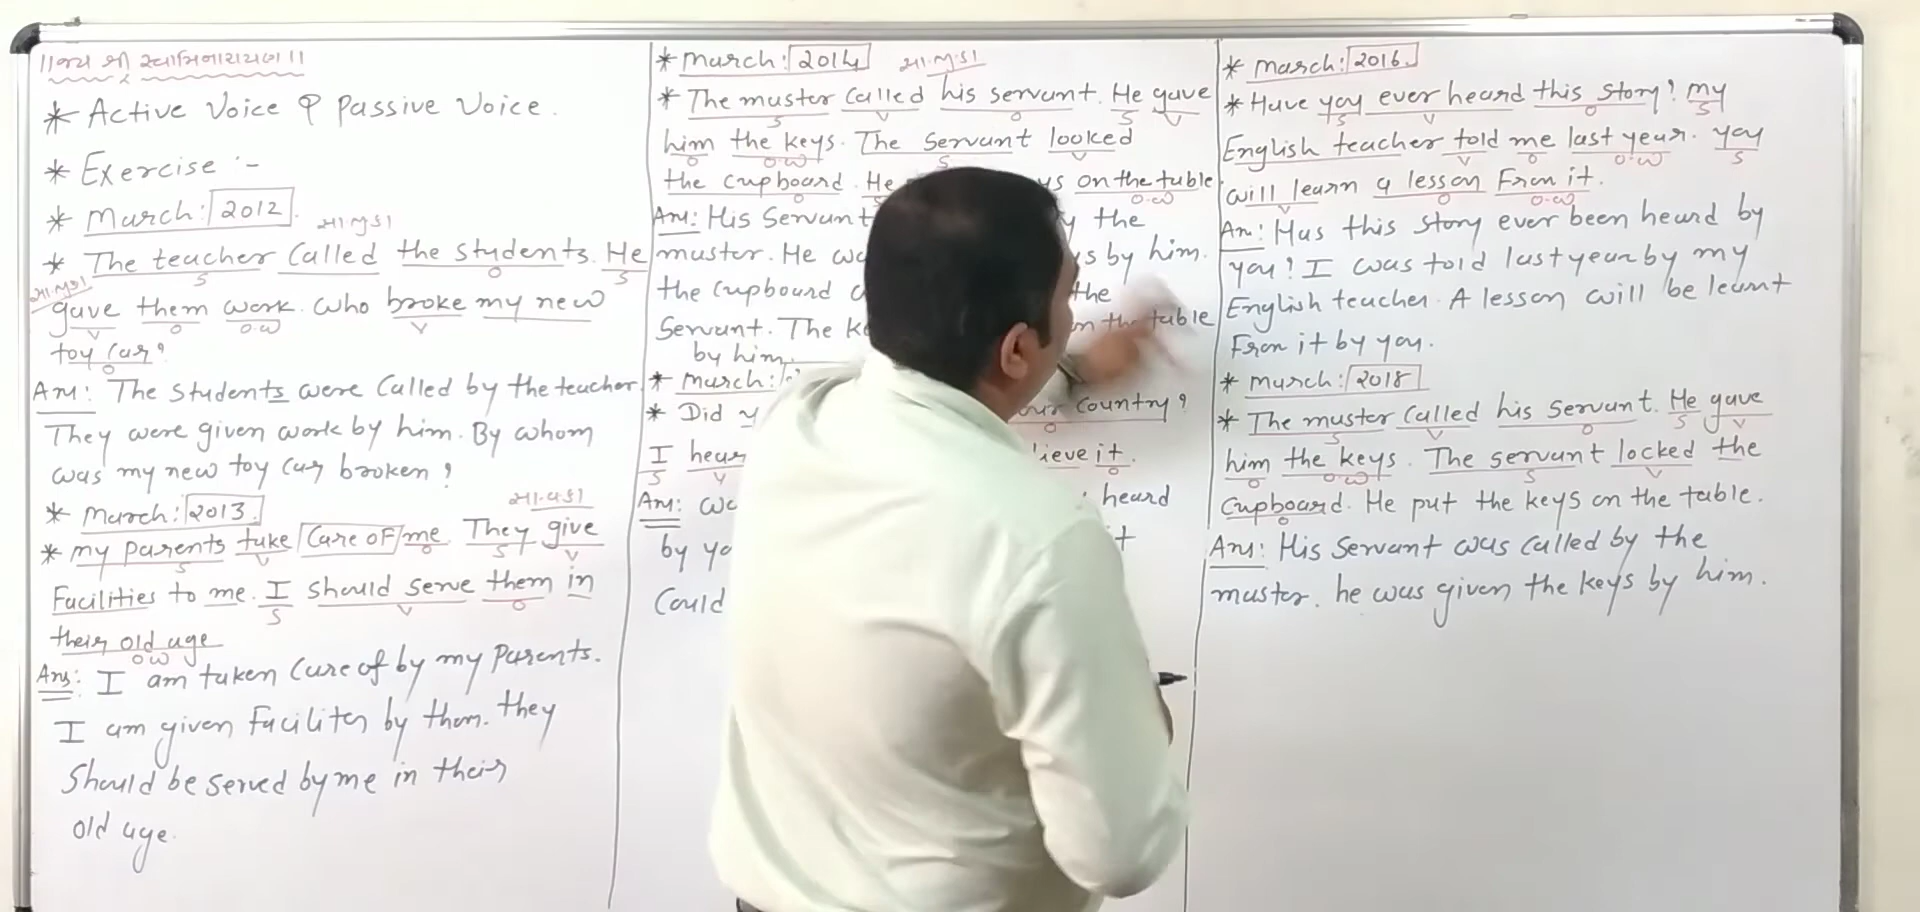 ॥જય શ્રી સ્વામિનારાયણ॥
* Active Voice & Passive Voice.
* Exercise :-
* March: 2012
સા.ભૂ.કા
* The teacher called the students. He
સા.ભૂ.કા
gave them work. who broke my new
toy car?
Ans: The students were called by the teacher
They were given work by him. By whom
was my new toy car broken?
* March: 2013.
સા.વ.કા
* my parents take care of me. They give
Facilities to me. I should serve them in
their old age
Ans: I am taken care of by my parents.
I am given Facilites by them. they
should be served by me in their
old age.
* March: 2014
સા.ભૂ.કા
* The master called his servant. He gave
him the keys. The servant looked
the cupboard. He on the table.
Ans: His servant the
master. He by him.
the cupboard the
servant. The the table
by him.
* March:
* Did country?
I it.
Ans: heard
by
could
* March: 2016.
* Have you ever heard this story? my
English teacher told me last year. you
will learn a lesson From it.
Ans: Has this story ever been heard by
you? I was told last year by my
English teacher. A lesson will be learnt
From it by you.
* March: 2018
* The master called his servant. He gave
him the keys. The servant locked the
cupboard. He put the keys on the table.
Ans: His servant was called by the
master. he was given the keys by him.